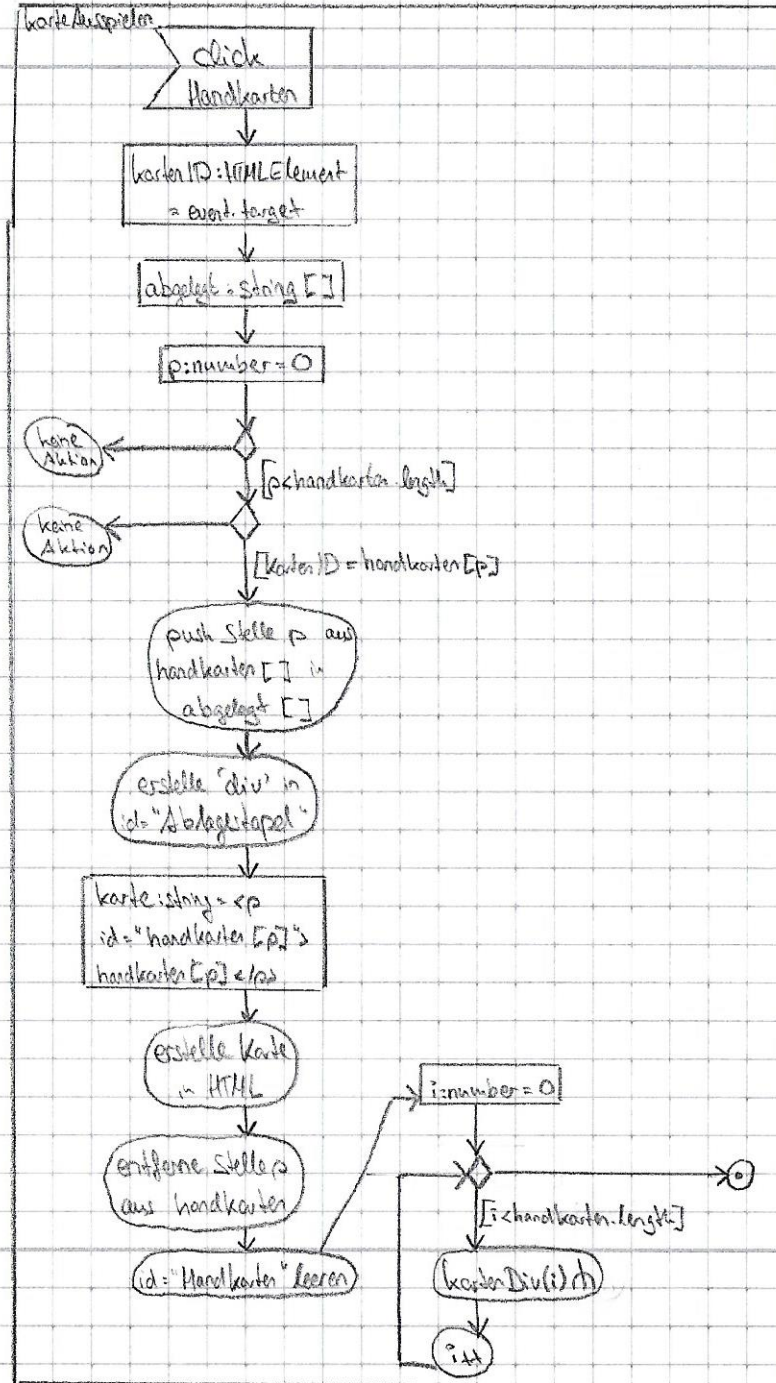 karteAusspielen
click
Handkarten
kartenID:HTMLElement
= event.target
abgelegt = string []
p:number = 0
keine
Aktion
[p<handkarten.length]
keine
Aktion
[kartenID = handkarten[p]
push Stelle p aus
handkarten [ ] in
abgelegt [ ]
erstelle 'div' in
id="Ablagestapel"
karte:string = <p
id="handkarten[p]">
handkarten[p] </p>
erstelle Karte
in HTML
entferne Stelle p
aus handkarten
id="Handkarten" leeren
i:number = 0
[i<handkarten.length]
kartenDiv(i)
i++